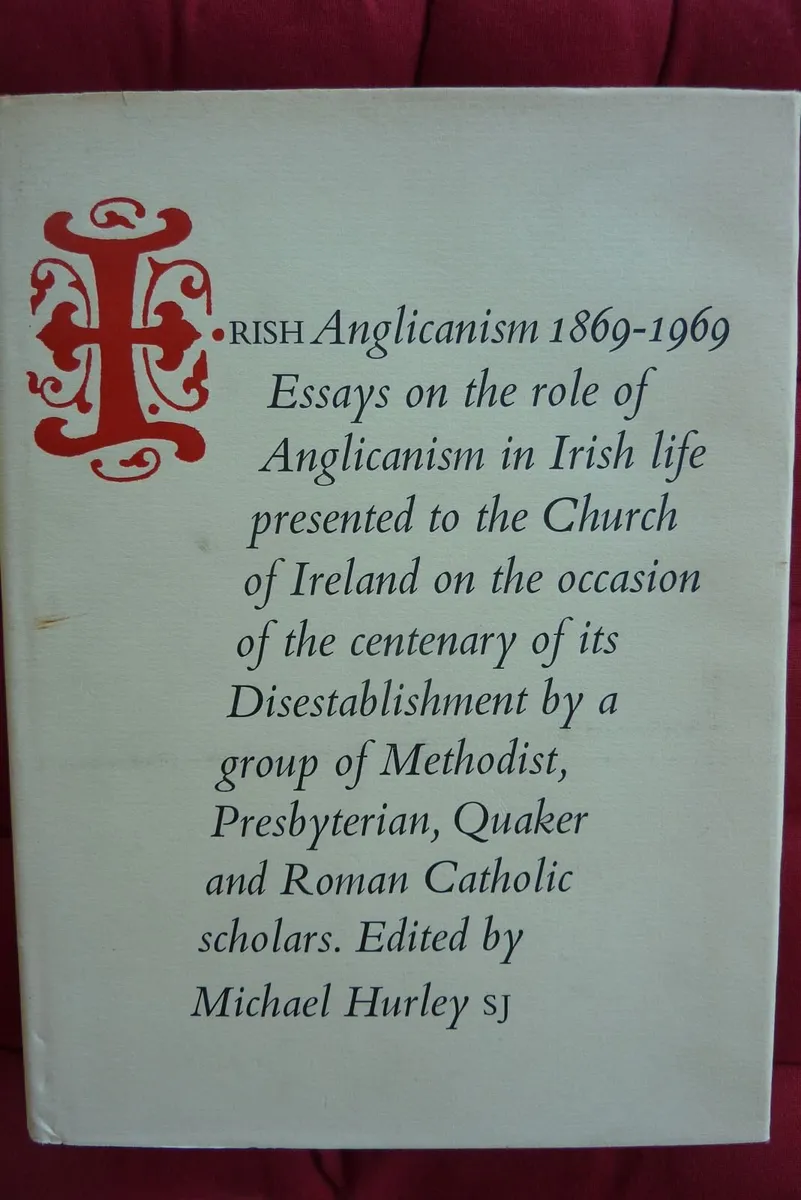 IRISH Anglicanism 1869-1969
Essays on the role of
Anglicanism in Irish life
presented to the Church
of Ireland on the occasion
of the centenary of its
Disestablishment by a
group of Methodist,
Presbyterian, Quaker
and Roman Catholic
scholars. Edited by
Michael Hurley SJ